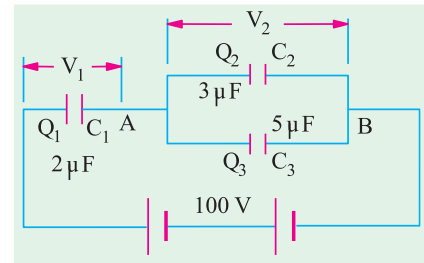 V₂
V₁
Q₂ C₂
3 μF
Q₁ C₁ A
5 μF
B
2 μF
Q₃ C₃
100 V